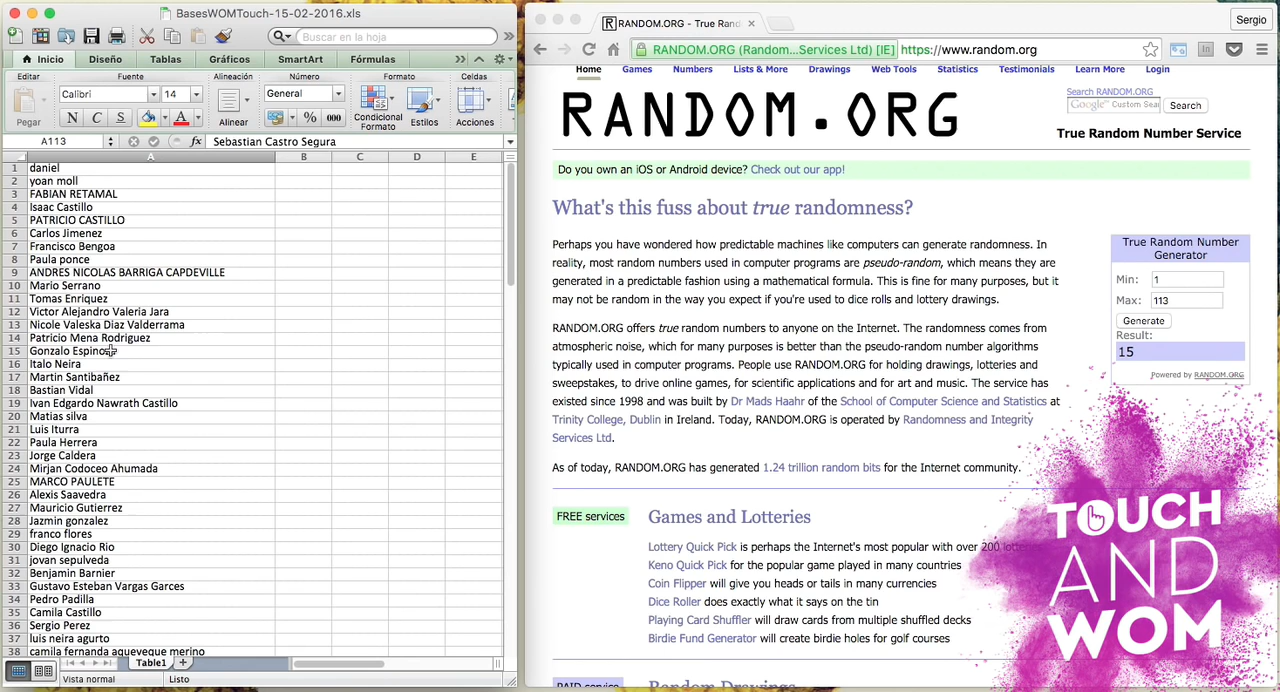 BasesWOMTouch-15-02-2016.xls
Buscar en la hoja
Inicio Diseño Tablas Gráficos SmartArt Fórmulas
Editar Fuente Alineación Número Formato Celdas
Calibri 14 General
Pegar N C S A Alinear % 000 Condicional Formato Estilos Acciones
A113 fx Sebastian Castro Segura
A B C D E
1 daniel
2 yoan moll
3 FABIAN RETAMAL
4 Isaac Castillo
5 PATRICIO CASTILLO
6 Carlos Jimenez
7 Francisco Bengoa
8 Paula ponce
9 ANDRES NICOLAS BARRIGA CAPDEVILLE
10 Mario Serrano
11 Tomas Enriquez
12 Victor Alejandro Valeria Jara
13 Nicole Valeska Diaz Valderrama
14 Patricio Mena Rodriguez
15 Gonzalo Espinos
16 Italo Neira
17 Martin Santibañez
18 Bastian Vidal
19 Ivan Edgardo Nawrath Castillo
20 Matias silva
21 Luis Iturra
22 Paula Herrera
23 Jorge Caldera
24 Mirjan Codoceo Ahumada
25 MARCO PAULETE
26 Alexis Saavedra
27 Mauricio Gutierrez
28 Jazmin gonzalez
29 franco flores
30 Diego Ignacio Rio
31 jovan sepulveda
32 Benjamin Barnier
33 Gustavo Esteban Vargas Garces
34 Pedro Padilla
35 Camila Castillo
36 Sergio Perez
37 luis neira agurto
38 camila fernanda aqueveque merino
Table1
Vista normal Listo
RANDOM.ORG - True Rand
Sergio
RANDOM.ORG (Random...Services Ltd) [IE] https://www.random.org
Home Games Numbers Lists & More Drawings Web Tools Statistics Testimonials Learn More Login
RANDOM.ORG
Search RANDOM.ORG
Google™ Custom Sear Search
True Random Number Service
Do you own an iOS or Android device? Check out our app!
What's this fuss about true randomness?
Perhaps you have wondered how predictable machines like computers can generate randomness. In
reality, most random numbers used in computer programs are pseudo-random, which means they are
generated in a predictable fashion using a mathematical formula. This is fine for many purposes, but it
may not be random in the way you expect if you're used to dice rolls and lottery drawings.
RANDOM.ORG offers true random numbers to anyone on the Internet. The randomness comes from
atmospheric noise, which for many purposes is better than the pseudo-random number algorithms
typically used in computer programs. People use RANDOM.ORG for holding drawings, lotteries and
sweepstakes, to drive online games, for scientific applications and for art and music. The service has
existed since 1998 and was built by Dr Mads Haahr of the School of Computer Science and Statistics at
Trinity College, Dublin in Ireland. Today, RANDOM.ORG is operated by Randomness and Integrity
Services Ltd.
As of today, RANDOM.ORG has generated 1.24 trillion random bits for the Internet community.
True Random Number
Generator
Min: 1
Max: 113
Generate
Result:
15
Powered by RANDOM.ORG
FREE services
Games and Lotteries
Lottery Quick Pick is perhaps the Internet's most popular with over 200 lotteries
Keno Quick Pick for the popular game played in many countries
Coin Flipper will give you heads or tails in many currencies
Dice Roller does exactly what it says on the tin
Playing Card Shuffler will draw cards from multiple shuffled decks
Birdie Fund Generator will create birdie holes for golf courses
PAID service
Random Drawings
TOUCH
AND
WOM